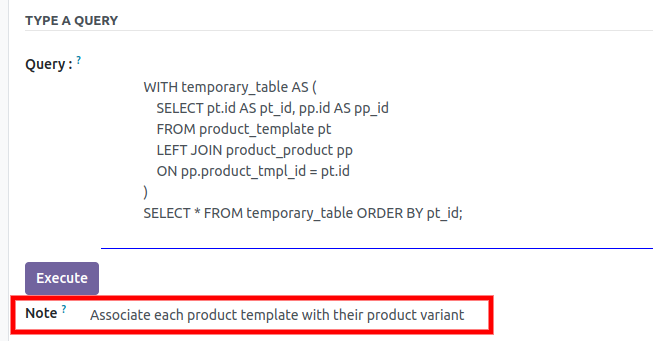 TYPE A QUERY
Query : ?
WITH temporary_table AS (
SELECT pt.id AS pt_id, pp.id AS pp_id
FROM product_template pt
LEFT JOIN product_product pp
ON pp.product_tmpl_id = pt.id
)
SELECT * FROM temporary_table ORDER BY pt_id;
Execute
Note ? Associate each product template with their product variant